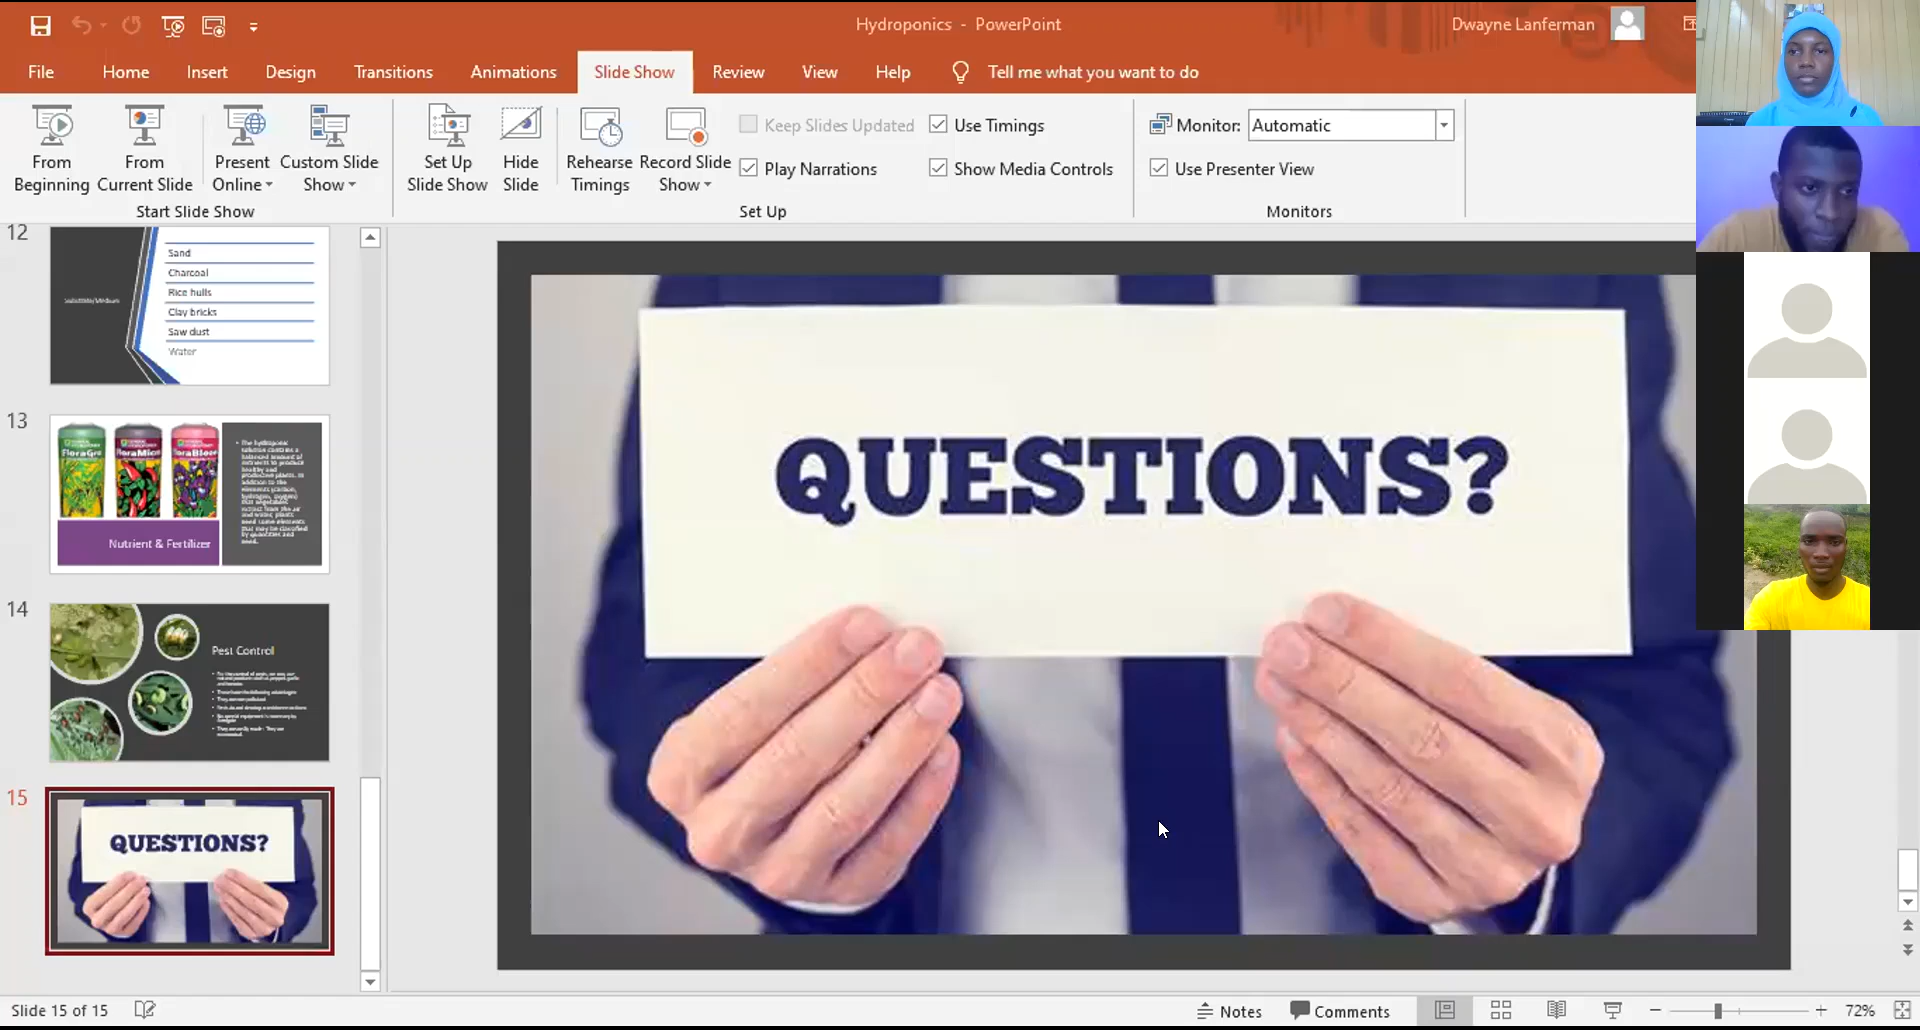 Hydroponics - PowerPoint
Dwayne Lanferman
File Home Insert Design Transitions Animations Slide Show Review View Help Tell me what you want to do
From Beginning
From Current Slide
Present Online
Custom Slide Show
Start Slide Show
Set Up Slide Show
Hide Slide
Rehearse Timings
Record Slide Show
Keep Slides Updated
Play Narrations
Use Timings
Show Media Controls
Set Up
Monitor: Automatic
Use Presenter View
Monitors
12
Sand
Charcoal
Rice hulls
Clay bricks
Saw dust
Water
13
FloraGro FloraMicro FloraBloom
Nutrient & Fertilizer
14
Pest Control
15
QUESTIONS?
QUESTIONS?
Slide 15 of 15
Notes
Comments
72%